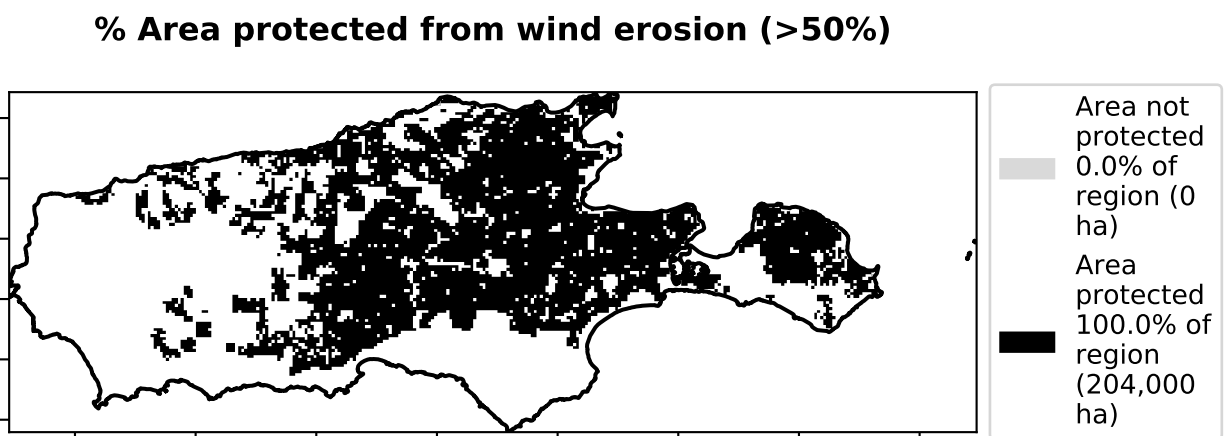 % Area protected from wind erosion (>50%)
Area not
protected
0.0% of
region (0
ha)
Area
protected
100.0% of
region
(204,000
ha)